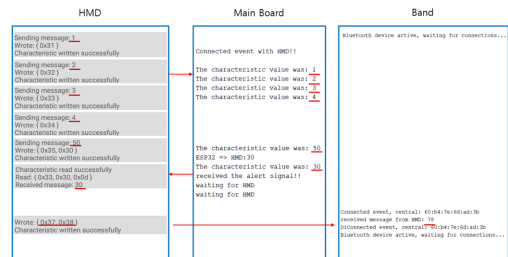 HMD
Sending message: 1
Wrote: ( 0x31 )
Characteristic written successfully
Sending message: 2
Wrote: ( 0x32 )
Characteristic written successfully
Sending message: 3
Wrote: ( 0x33 )
Characteristic written successfully
Sending message: 4
Wrote: ( 0x34 )
Characteristic written successfully
Sending message: 50
Wrote: ( 0x35, 0x30 )
Characteristic written successfully
Characteristic read successfully
Read: ( 0x33, 0x30, 0x0d )
Received message: 30
Wrote: ( 0x37, 0x38 )
Characteristic written successfully
Main Board
Connected event with HMD!!
The characteristic value was: 1
The characteristic value was: 2
The characteristic value was: 3
The characteristic value was: 4
The characteristic value was: 50
ESP32 => HMD:30
The characteristic value was: 30
received the alert signal!!
waiting for HMD
waiting for HMD
Band
Bluetooth device active, waiting for connections...
Connected event, central: 60:b4:7e:6d:ad:3b
received message from HMD: 78
DiConnected event, central: 60:b4:7e:6d:ad:3b
Bluetooth device active, waiting for connections...